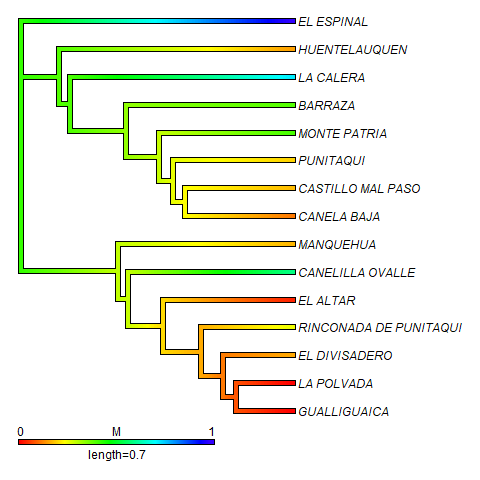 EL ESPINAL
HUENTELAUQUEN
LA CALERA
BARRAZA
MONTE PATRIA
PUNITAQUI
CASTILLO MAL PASO
CANELA BAJA
MANQUEHUA
CANELILLA OVALLE
EL ALTAR
RINCONADA DE PUNITAQUI
EL DIVISADERO
LA POLVADA
GUALLIGUAICA
0 M 1
length=0.7